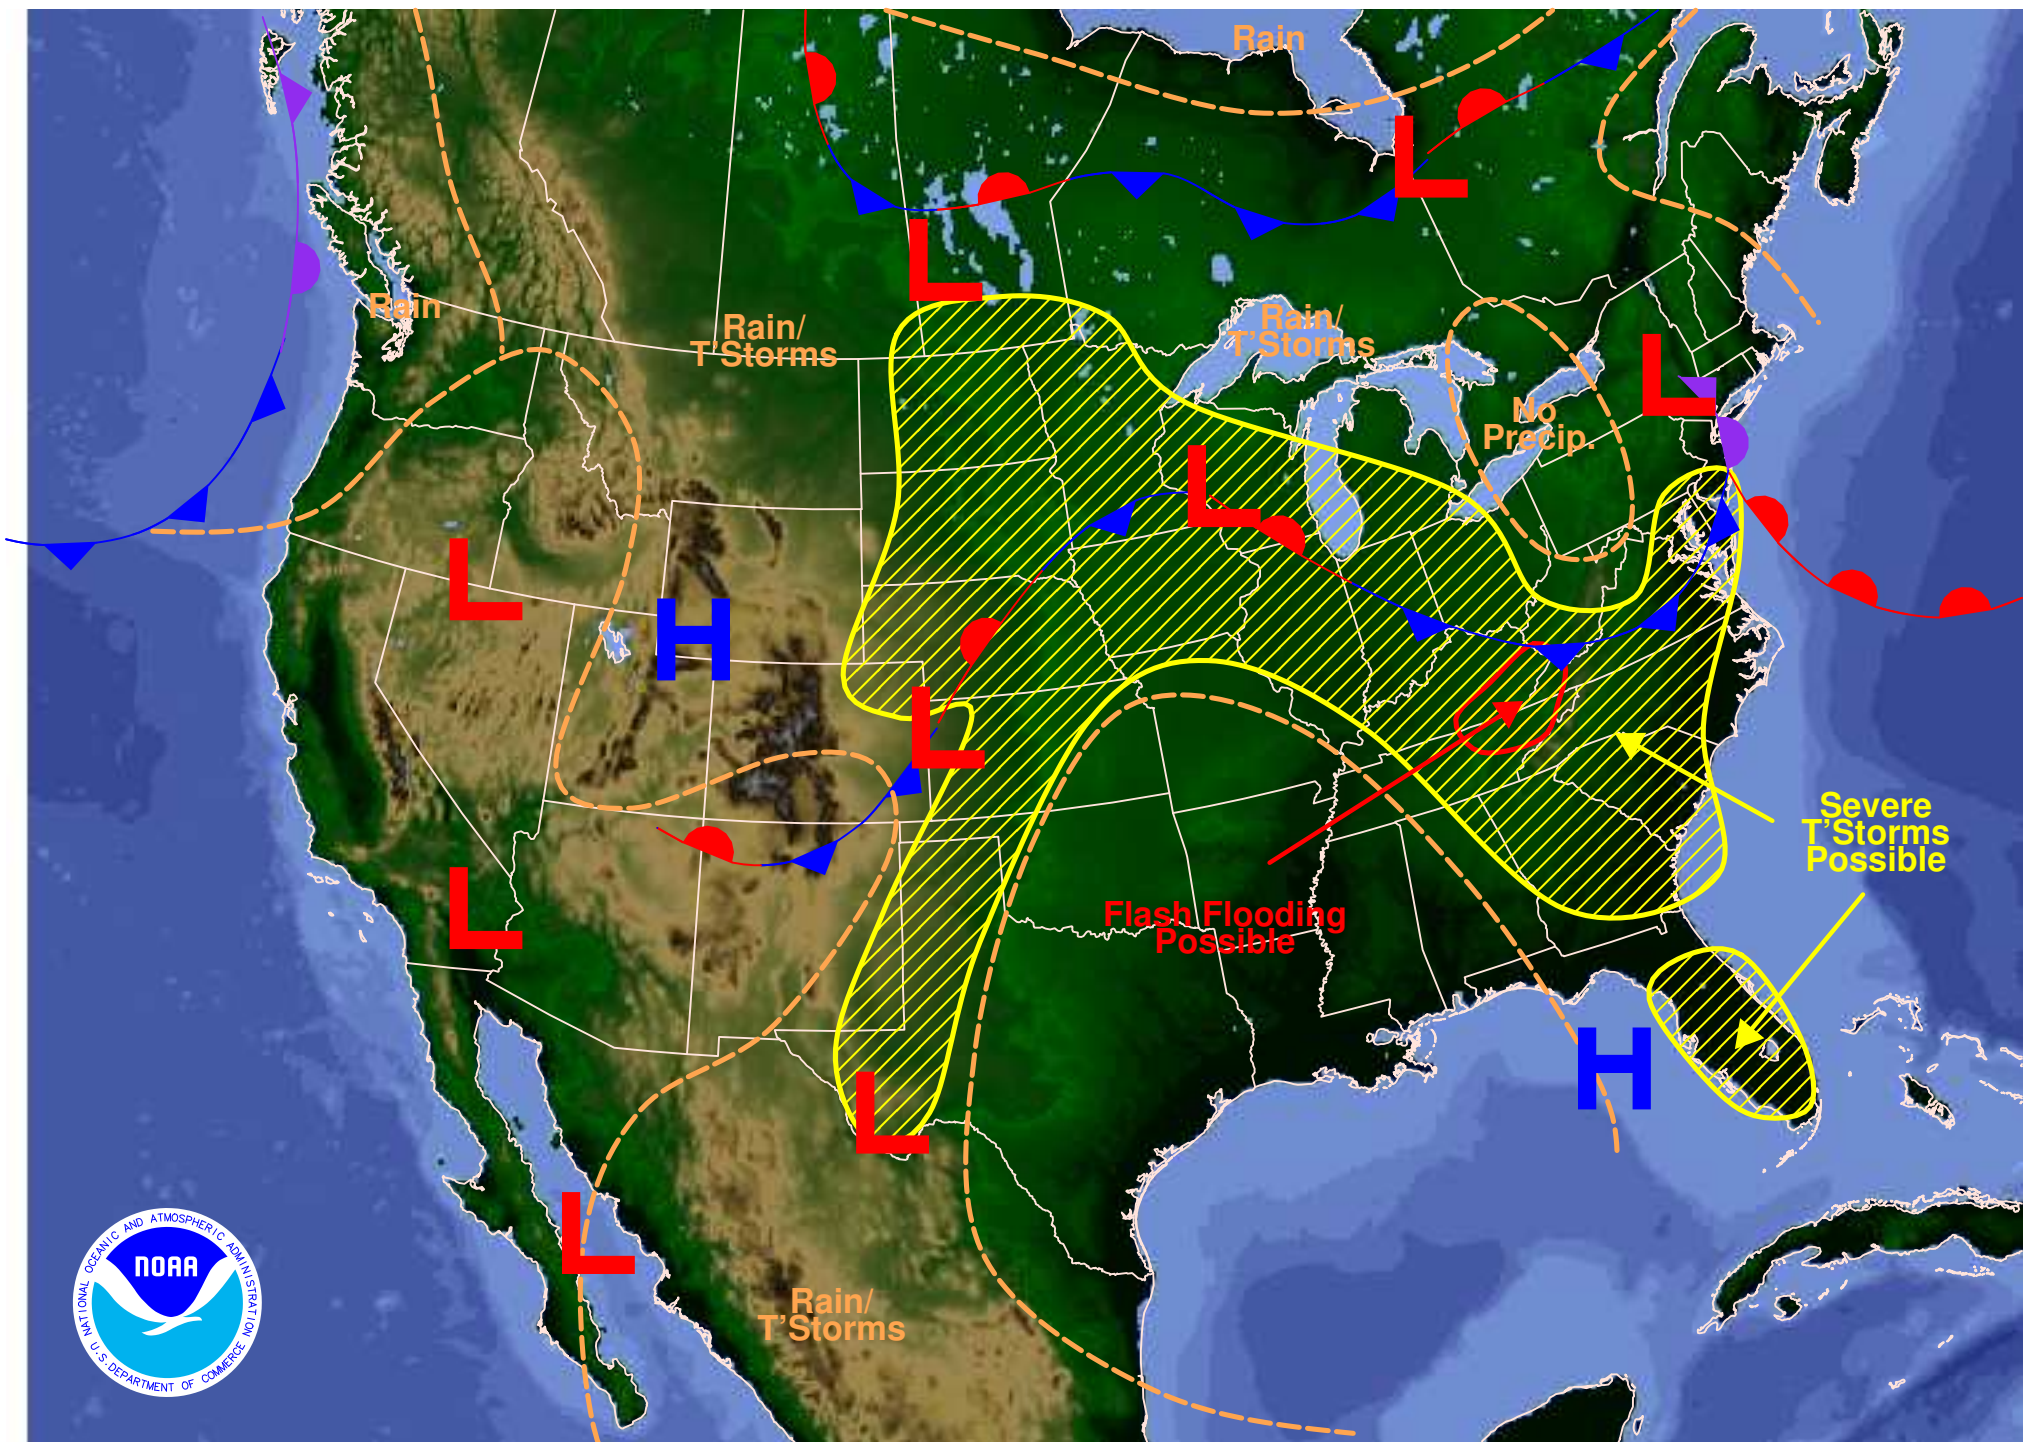 Rain
Rain
Rain/
T'Storms
Rain/
T'Storms
No
Precip.
L
L
L
L
L
H
L
Severe
T'Storms
Possible
L
Flash Flooding
Possible
H
L
L
Rain/
T'Storms
NATIONAL OCEANIC AND ATMOSPHERIC ADMINISTRATION
NOAA
U.S. DEPARTMENT OF COMMERCE